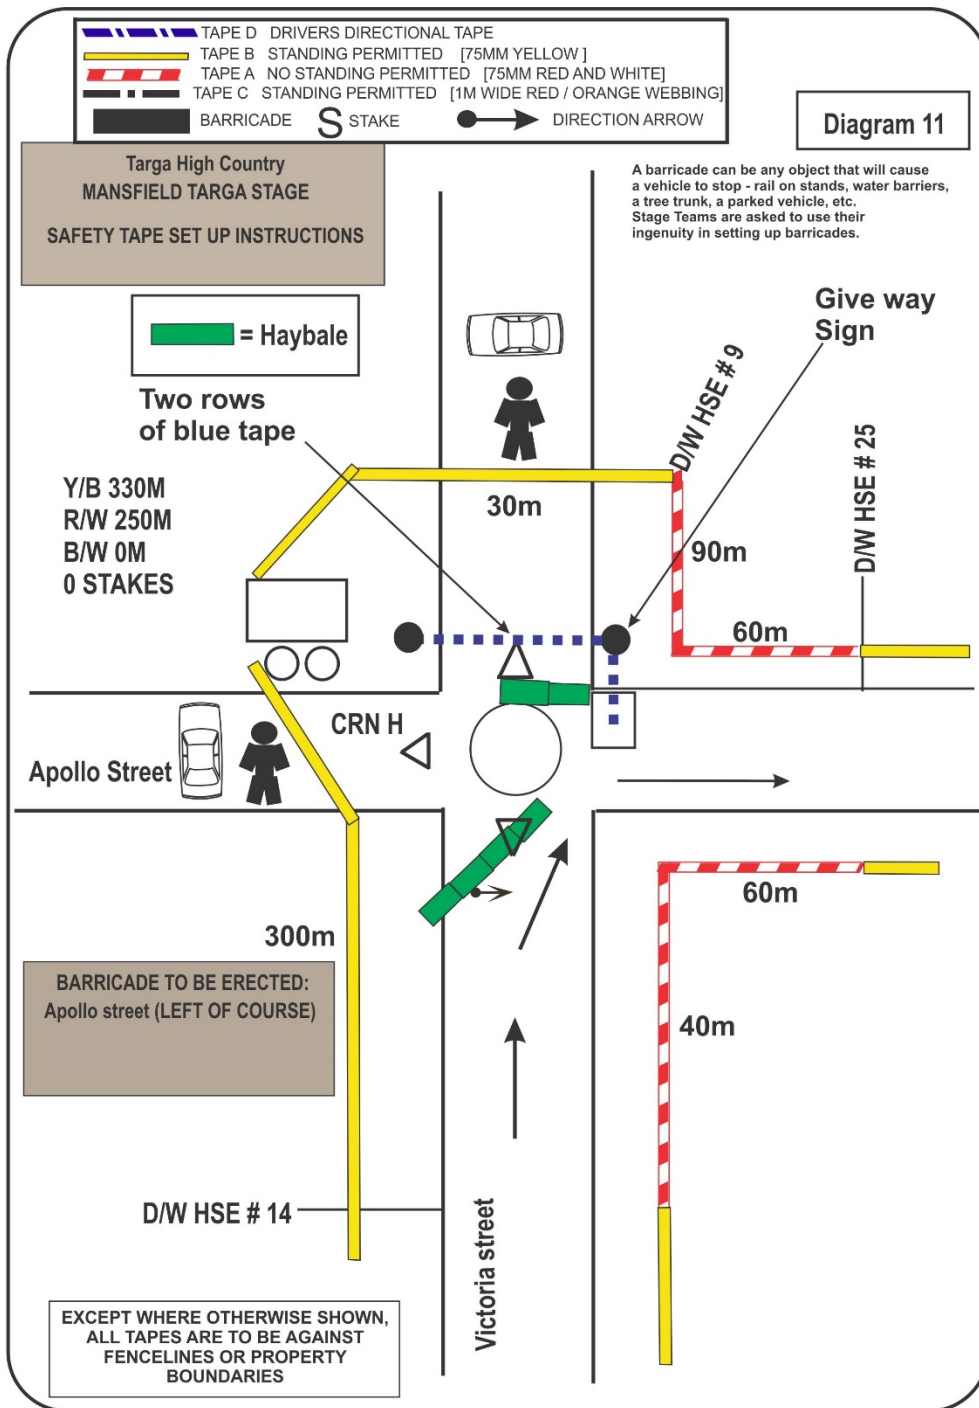 TAPE D DRIVERS DIRECTIONAL TAPE
TAPE B STANDING PERMITTED [75MM YELLOW ]
TAPE A NO STANDING PERMITTED [75MM RED AND WHITE]
TAPE C STANDING PERMITTED [1M WIDE RED / ORANGE WEBBING]
BARRICADE S STAKE DIRECTION ARROW
Diagram 11
Targa High Country
MANSFIELD TARGA STAGE
SAFETY TAPE SET UP INSTRUCTIONS
A barricade can be any object that will cause
a vehicle to stop - rail on stands, water barriers,
a tree trunk, a parked vehicle, etc.
Stage Teams are asked to use their
ingenuity in setting up barricades.
= Haybale
Give way
Sign
Two rows
of blue tape
D/W HSE # 9
D/W HSE # 25
Y/B 330M
R/W 250M
B/W 0M
0 STAKES
30m
90m
60m
CRN H
Apollo Street
60m
300m
40m
BARRICADE TO BE ERECTED:
Apollo street (LEFT OF COURSE)
D/W HSE # 14
Victoria street
EXCEPT WHERE OTHERWISE SHOWN,
ALL TAPES ARE TO BE AGAINST
FENCELINES OR PROPERTY
BOUNDARIES